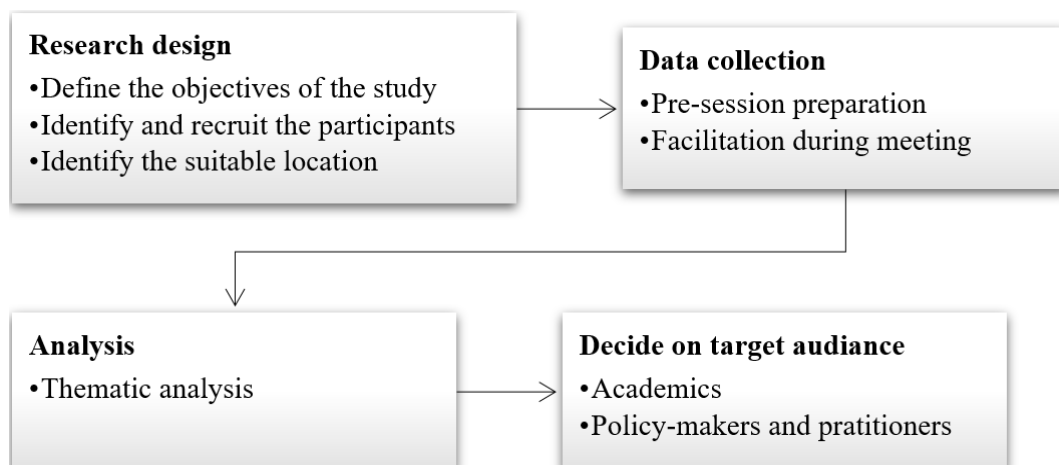 Research design
•Define the objectives of the study
•Identify and recruit the participants
•Identify the suitable location
Data collection
•Pre-session preparation
•Facilitation during meeting
Analysis
•Thematic analysis
Decide on target audiance
•Academics
•Policy-makers and pratitioners